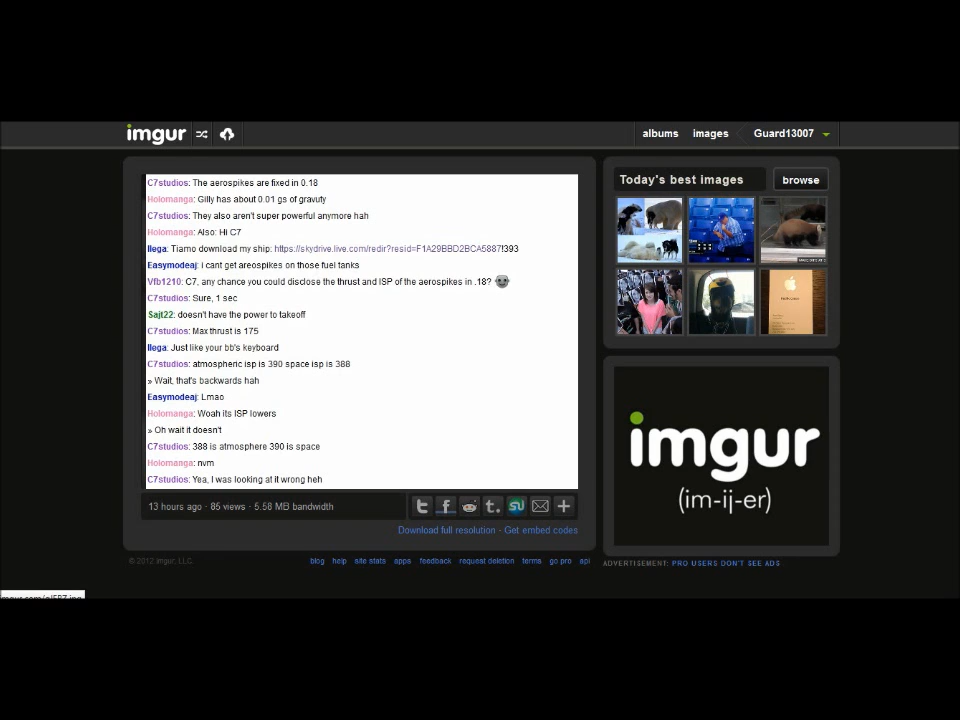 imgur
albums images Guard13007
C7studios: The aerospikes are fixed in 0.18
Holomanga: Gilly has about 0.01 gs of gravuty
C7studios: They also aren't super powerful anymore hah
Holomanga: Also: Hi C7
llega: Tiamo download my ship: https://skydrive.live.com/redir?resid=F1A29BBD2BCA5887!393
Easymodeaj: i cant get areospikes on those fuel tanks
Vfb1210: C7, any chance you could disclose the thrust and ISP of the aerospikes in .18?
C7studios: Sure, 1 sec
Sajt22: doesn't have the power to takeoff
C7studios: Max thrust is 175
llega: Just like your bb's keyboard
C7studios: atmospheric isp is 390 space isp is 388
» Wait, that's backwards hah
Easymodeaj: Lmao
Holomanga: Woah its ISP lowers
» Oh wait it doesn't
C7studios: 388 is atmosphere 390 is space
Holomanga: nvm
C7studios: Yea, I was looking at it wrong heh
13 hours ago · 85 views · 5.58 MB bandwidth
Download full resolution - Get embed codes
Today's best images browse
imgur
(im-ij-er)
ADVERTISEMENT: PRO USERS DON'T SEE ADS
© 2012 imgur, LLC.
blog help site stats apps feedback request deletion terms go pro api